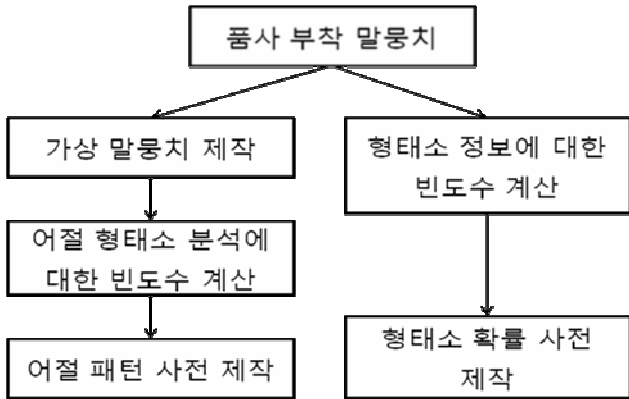 품사 부착 말뭉치
가상 말뭉치 제작
어절 형태소 분석에
대한 빈도수 계산
어절 패턴 사전 제작
형태소 정보에 대한
빈도수 계산
형태소 확률 사전
제작